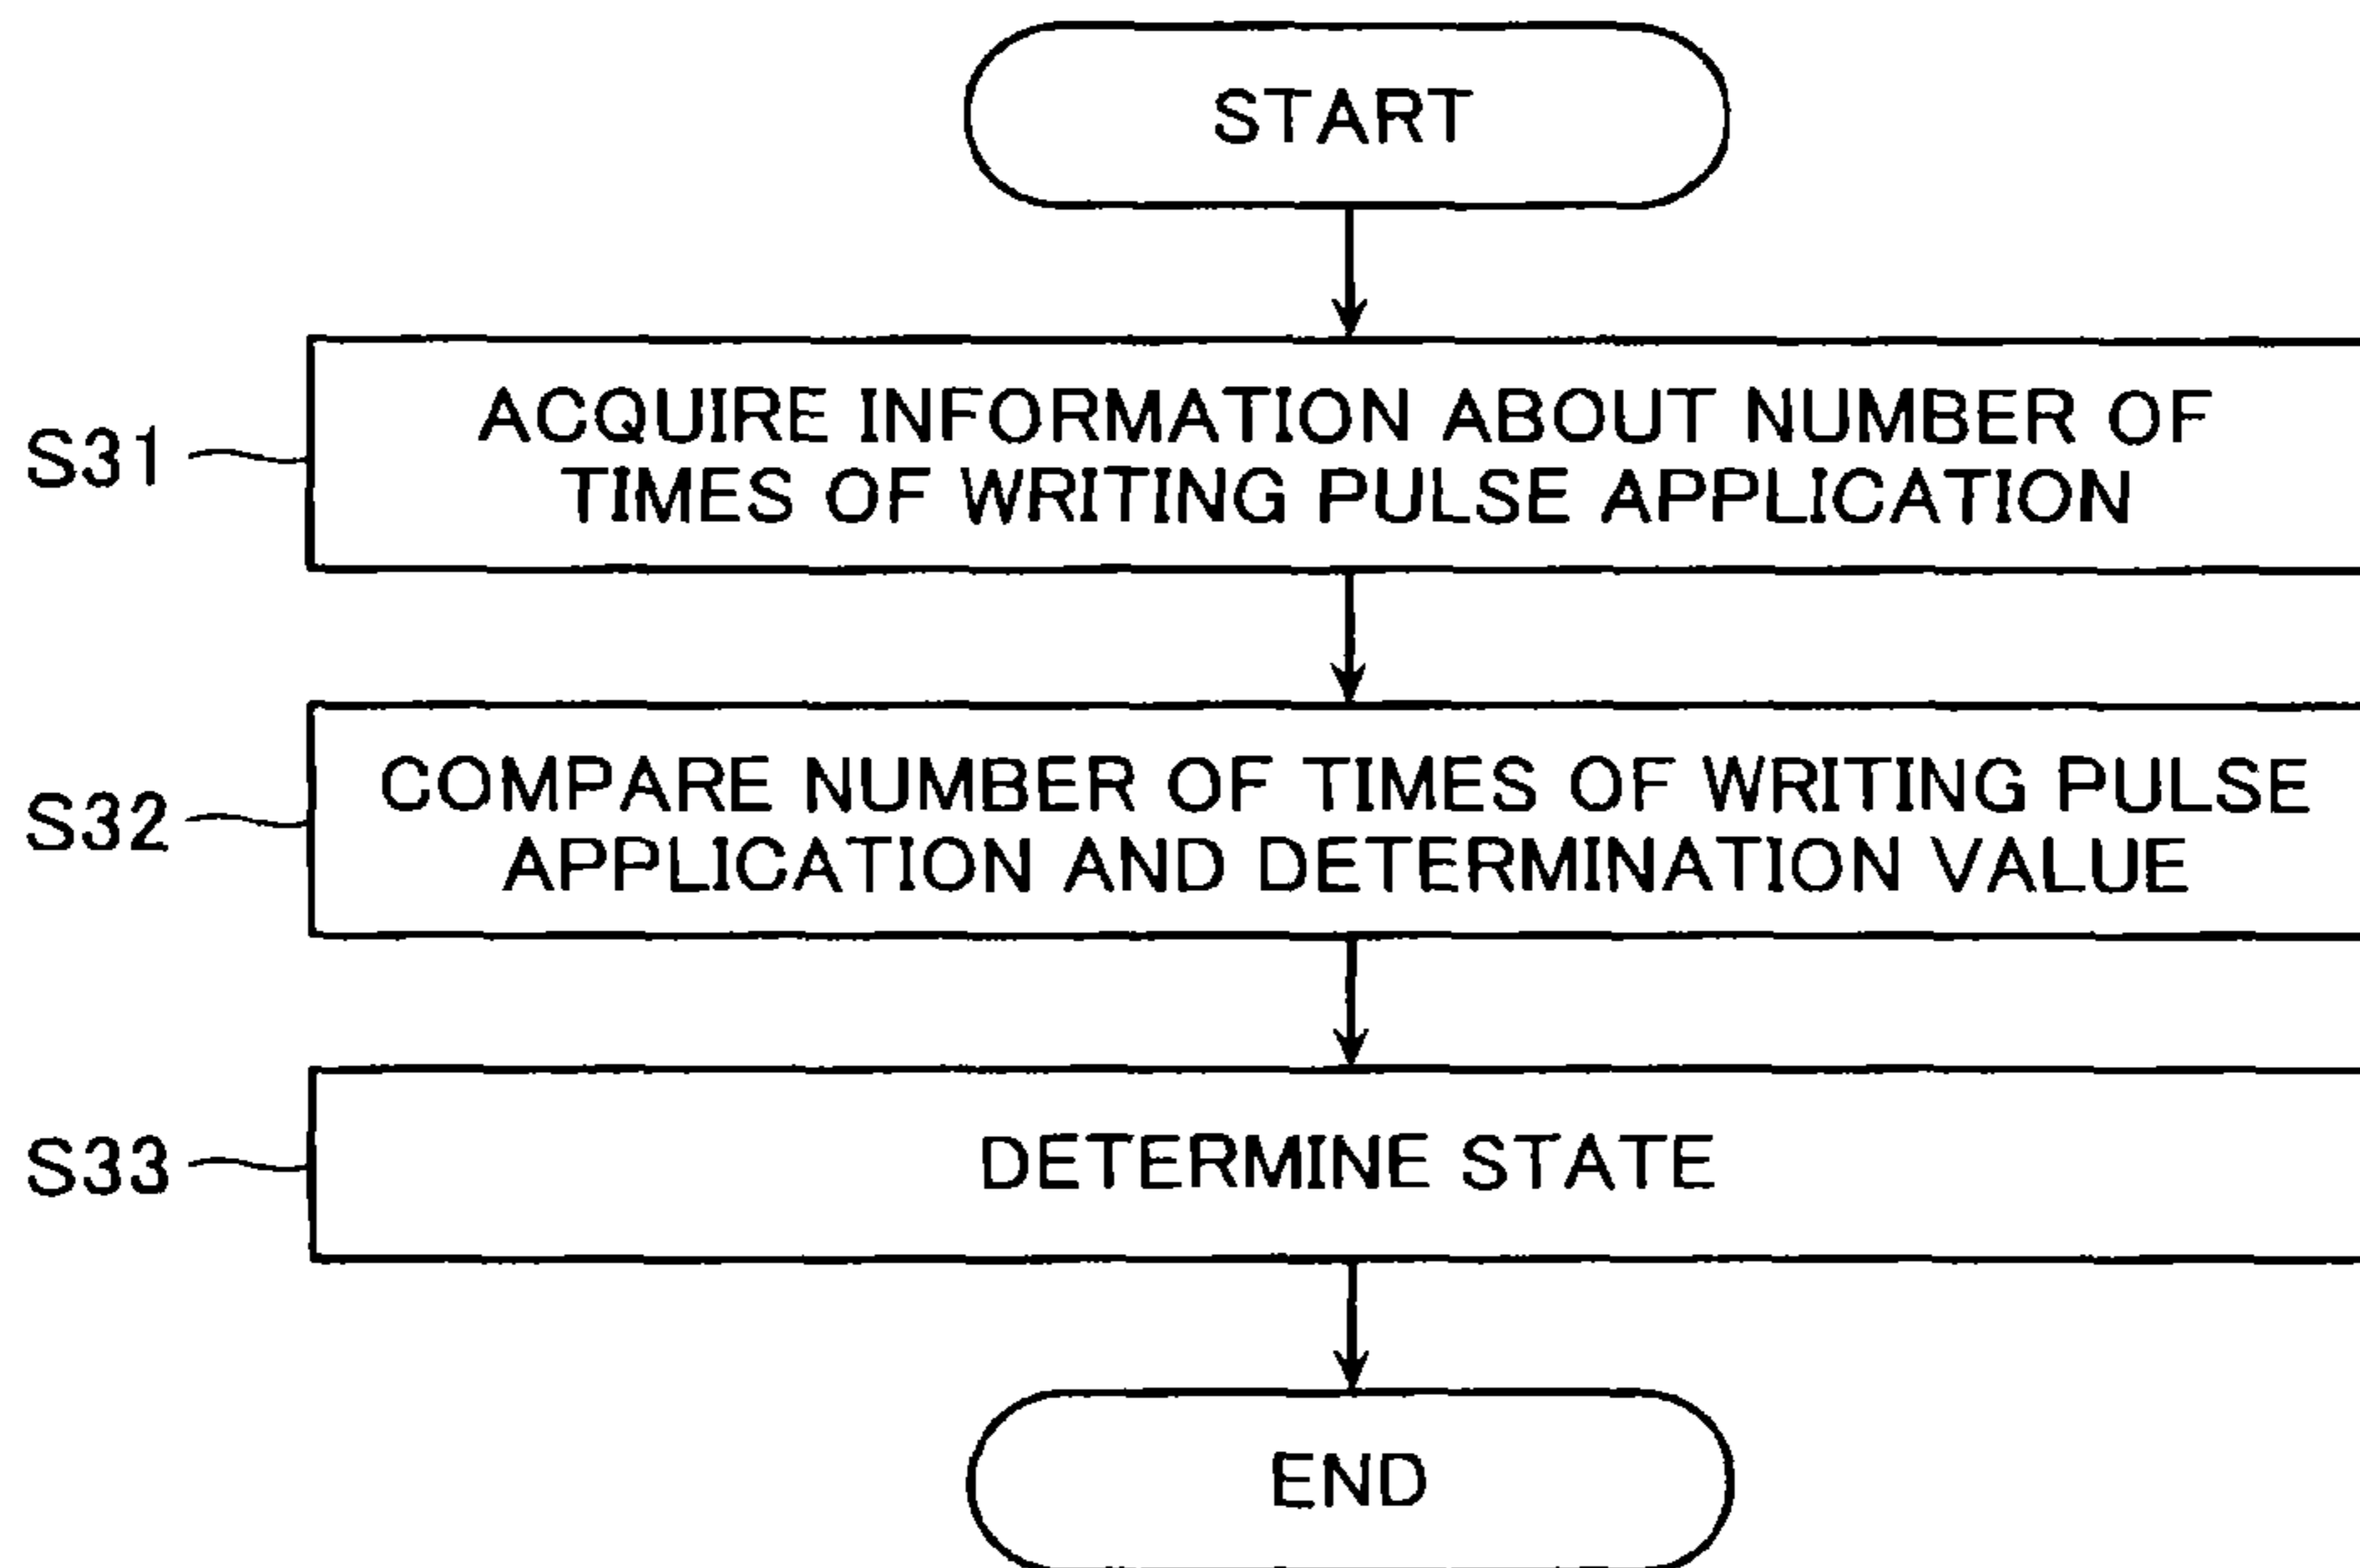 START
S31
ACQUIRE INFORMATION ABOUT NUMBER OF
TIMES OF WRITING PULSE APPLICATION
S32
COMPARE NUMBER OF TIMES OF WRITING PULSE
APPLICATION AND DETERMINATION VALUE
S33
DETERMINE STATE
END